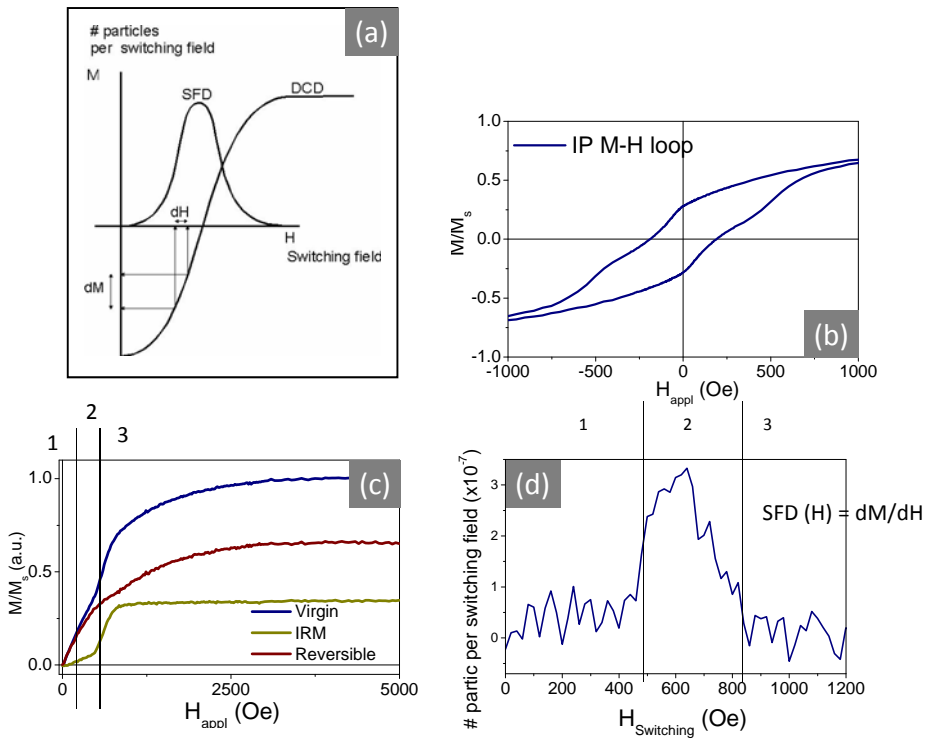 (a)
# particles
per switching field
M
SFD
DCD
dH
H
Switching field
dM
1.0
0.5
0.0
-0.5
-1.0
M/Ms
IP M-H loop
(b)
-1000
-500
0
500
1000
Happl (Oe)
1
2
3
1.0
0.5
0.0
M/Ms (a.u.)
(c)
Virgin
IRM
Reversible
0
2500
5000
Happl (Oe)
1
2
3
# partic per switching field (x10-7)
3
2
1
0
(d)
SFD (H) = dM/dH
0
200
400
600
800
1000
1200
HSwitching (Oe)